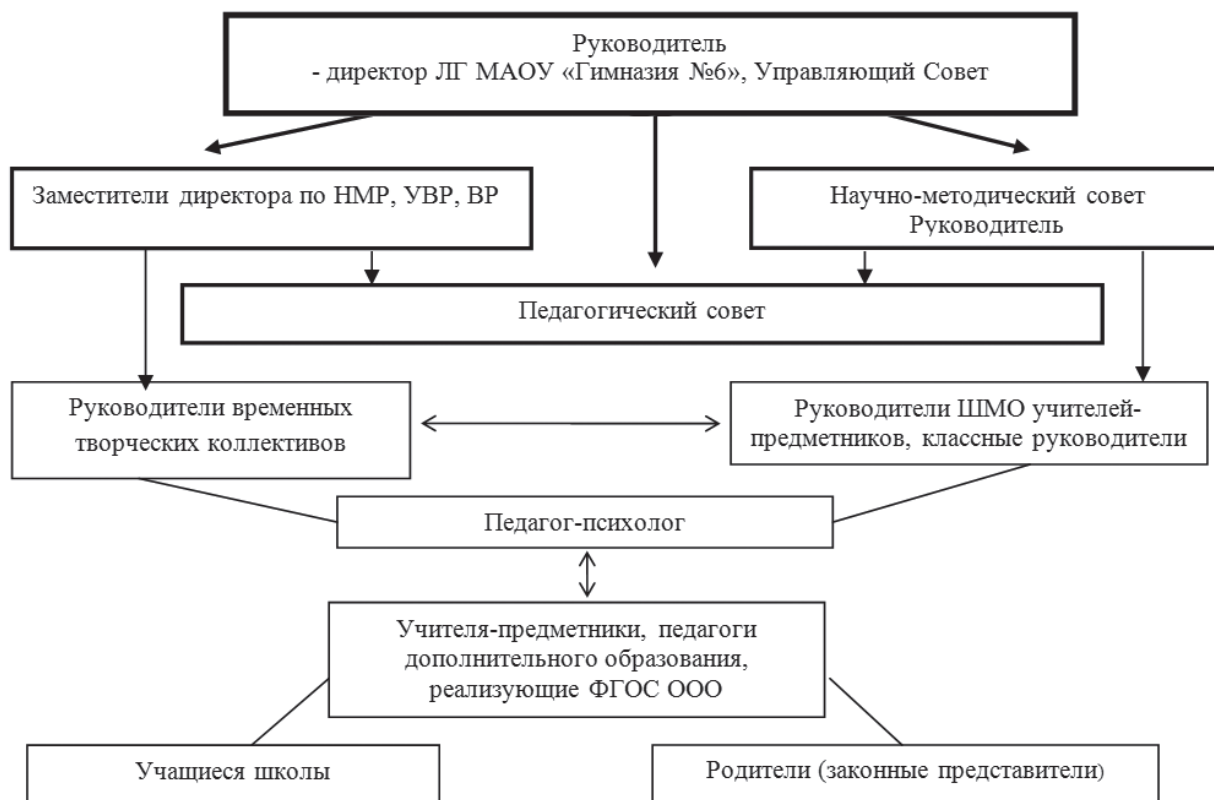 Руководитель
- директор ЛГ МАОУ «Гимназия №6», Управляющий Совет
Заместители директора по НМР, УВР, ВР
Научно-методический совет
Руководитель
Педагогический совет
Руководители временных
творческих коллективов
Руководители ШМО учителей-
предметников, классные руководители
Педагог-психолог
Учителя-предметники, педагоги
дополнительного образования,
реализующие ФГОС ООО
Учащиеся школы
Родители (законные представители)